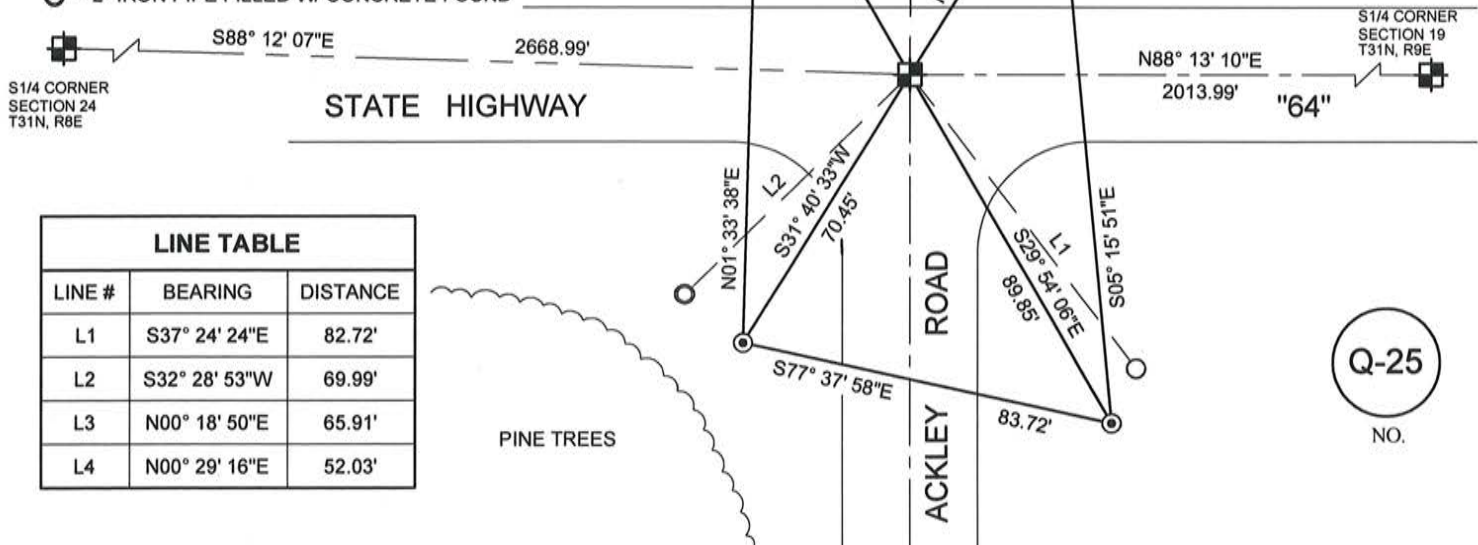 2" IRON PIPE FILLED W/ CONCRETE FOUND
S88° 12' 07"E
2668.99'
S1/4 CORNER
SECTION 24
T31N, R8E
STATE HIGHWAY
S1/4 CORNER
SECTION 19
T31N, R9E
N88° 13' 10"E
2013.99'
"64"
N01° 33' 38"E
L2
S31° 40' 33"W
70.45'
L1
S29° 54' 06"E
89.85'
S05° 15' 51"E
S77° 37' 58"E
83.72'
ACKLEY ROAD
LINE TABLE
LINE # BEARING DISTANCE
L1 S37° 24' 24"E 82.72'
L2 S32° 28' 53"W 69.99'
L3 N00° 18' 50"E 65.91'
L4 N00° 29' 16"E 52.03'
PINE TREES
Q-25
NO.